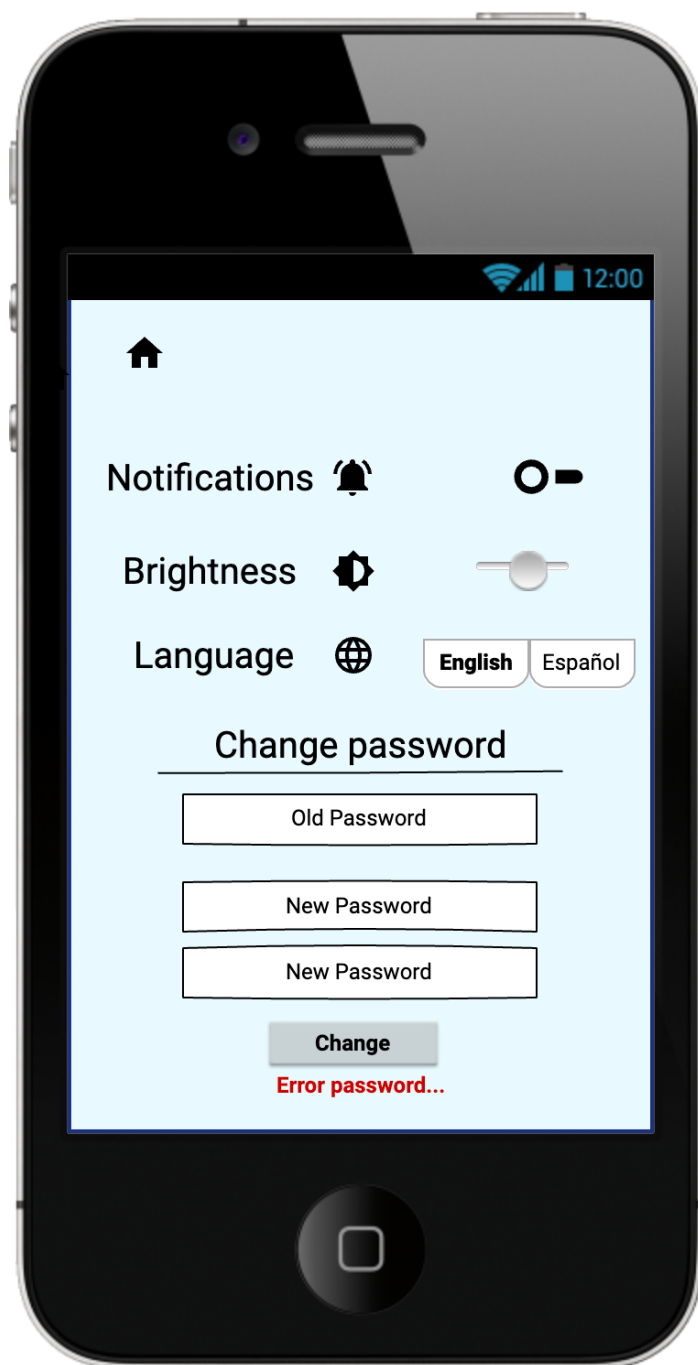 12:00
Notifications
Brightness
Language English Español
Change password
Old Password
New Password
New Password
Change
Error password...